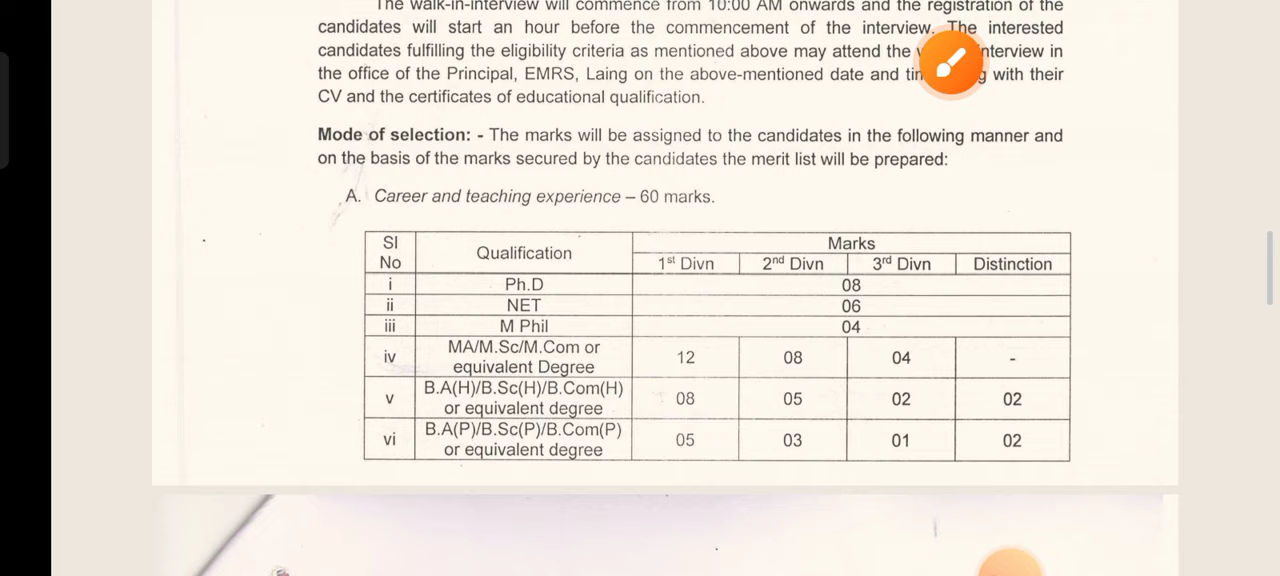 The walk-in-interview will commence from 10:00 AM onwards and the registration of the
candidates will start an hour before the commencement of the interview. The interested
candidates fulfilling the eligibility criteria as mentioned above may attend the interview in
the office of the Principal, EMRS, Laing on the above-mentioned date and with their
CV and the certificates of educational qualification.
Mode of selection: - The marks will be assigned to the candidates in the following manner and
on the basis of the marks secured by the candidates the merit list will be prepared:
A. Career and teaching experience – 60 marks.
Sl No Qualification Marks
1st Divn 2nd Divn 3rd Divn Distinction
i Ph.D 08
ii NET 06
iii M Phil 04
iv MA/M.Sc/M.Com or equivalent Degree 12 08 04 -
v B.A(H)/B.Sc(H)/B.Com(H) or equivalent degree 08 05 02 02
vi B.A(P)/B.Sc(P)/B.Com(P) or equivalent degree 05 03 01 02